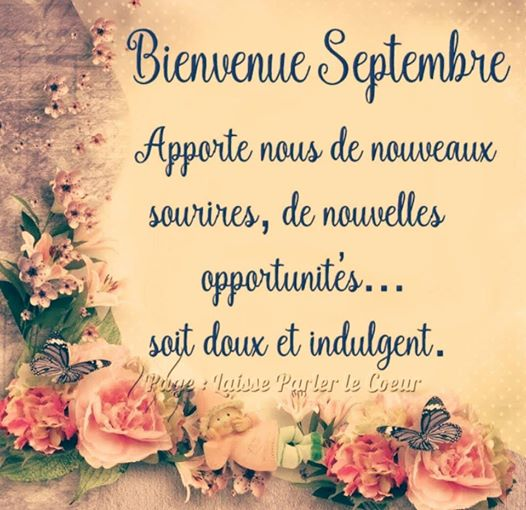 Bienvenue Septembre
Apporte nous de nouveaux
sourires, de nouvelles
opportunités...
soit doux et indulgent.
Page : Laisse Parler le Coeur